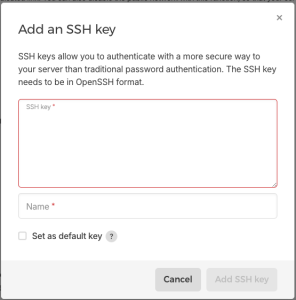 ×
Add an SSH key
SSH keys allow you to authenticate with a more secure way to
your server than traditional password authentication. The SSH key
needs to be in OpenSSH format.
SSH key *
Name *
Set as default key ?
Cancel Add SSH key